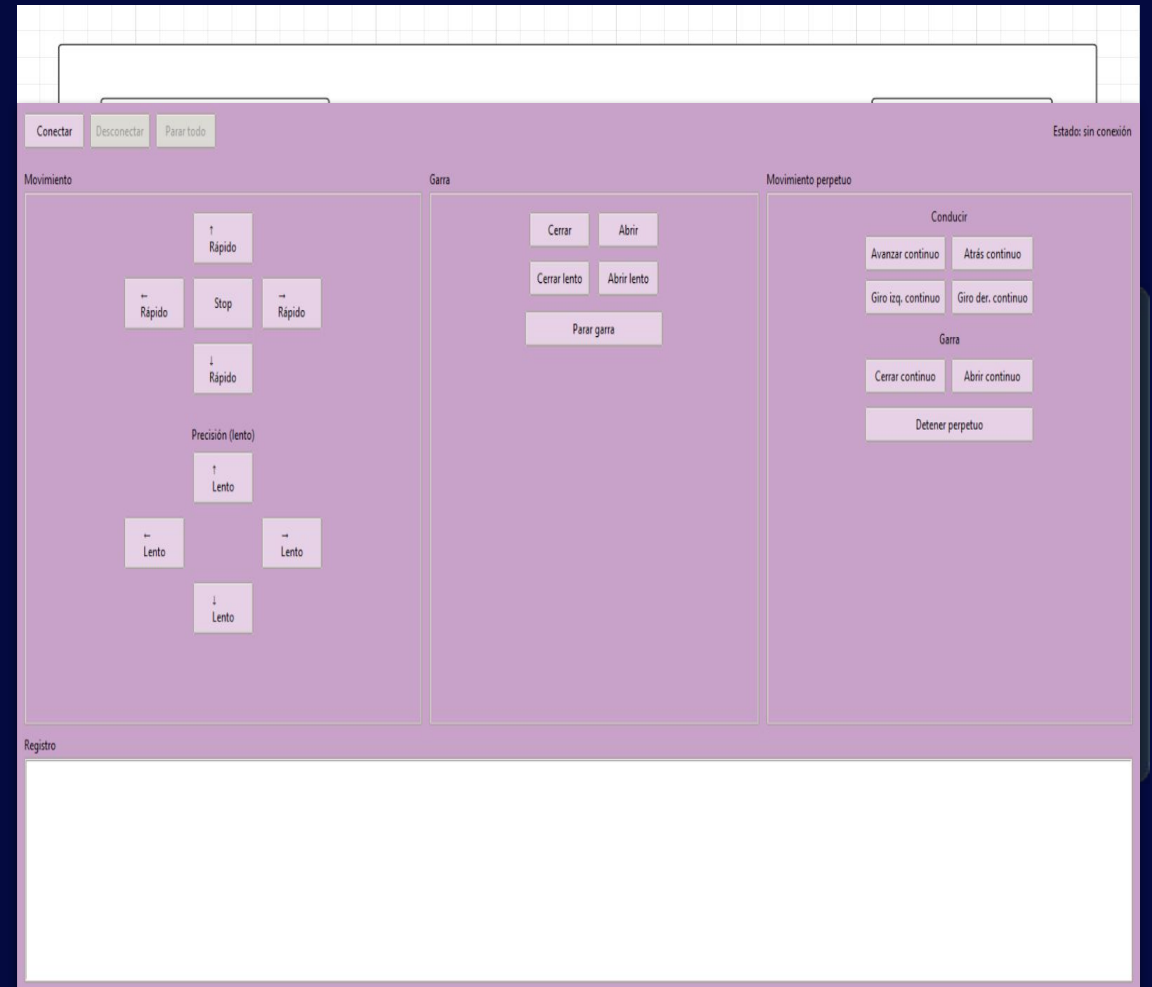 Conectar
Desconectar
Parar todo
Estado: sin conexión
Movimiento
↑
Rápido
←
Rápido
Stop
→
Rápido
↓
Rápido
Precisión (lento)
↑
Lento
←
Lento
→
Lento
↓
Lento
Garra
Cerrar
Abrir
Cerrar lento
Abrir lento
Parar garra
Movimiento perpetuo
Conducir
Avanzar continuo
Atrás continuo
Giro izq. continuo
Giro der. continuo
Garra
Cerrar continuo
Abrir continuo
Detener perpetuo
Registro